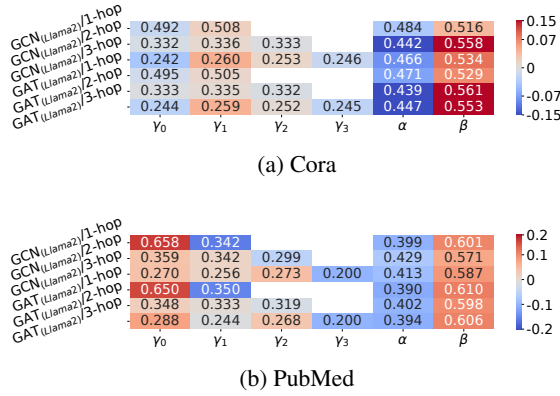 GCN(Llama2)/1-hop 0.492 0.508 0.484 0.516 0.15
GCN(Llama2)/2-hop 0.332 0.336 0.333 0.442 0.558 0.07
GCN(Llama2)/3-hop 0.242 0.260 0.253 0.246 0.466 0.534 0
GAT(Llama2)/1-hop 0.495 0.505 0.471 0.529
GAT(Llama2)/2-hop 0.333 0.335 0.332 0.439 0.561 -0.07
GAT(Llama2)/3-hop 0.244 0.259 0.252 0.245 0.447 0.553 -0.15
γ0 γ1 γ2 γ3 α β
(a) Cora
GCN(Llama2)/1-hop 0.658 0.342 0.399 0.601 0.2
GCN(Llama2)/2-hop 0.359 0.342 0.299 0.429 0.571 0.1
GCN(Llama2)/3-hop 0.270 0.256 0.273 0.200 0.413 0.587 0
GAT(Llama2)/1-hop 0.650 0.350 0.390 0.610
GAT(Llama2)/2-hop 0.348 0.333 0.319 0.402 0.598 -0.1
GAT(Llama2)/3-hop 0.288 0.244 0.268 0.200 0.394 0.606 -0.2
γ0 γ1 γ2 γ3 α β
(b) PubMed